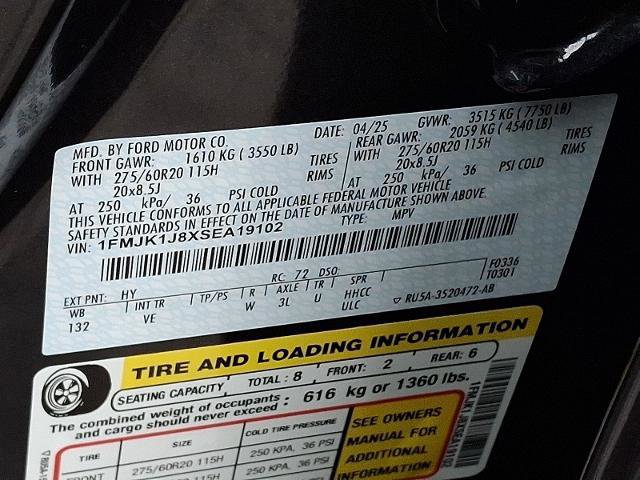 MFD. BY FORD MOTOR CO.
DATE: 04/25 GVWR: 3515 KG (7750 LB)
FRONT GAWR: 1610 KG (3550 LB) REAR GAWR: 2059 KG (4540 LB)
WITH 275/60R20 115H TIRES 275/60R20 115H TIRES
20x8.5J RIMS 20x8.5J RIMS
AT 250 kPa/ 36 PSI COLD AT 250 kPa/ 36 PSI COLD
THIS VEHICLE CONFORMS TO ALL APPLICABLE FEDERAL MOTOR VEHICLE
SAFETY STANDARDS IN EFFECT ON THE DATE OF MANUFACTURE SHOWN ABOVE.
VIN: 1FMJK1J8XSEA19102 TYPE: MPV
F0336
T0301
EXT PNT: HY RC: 72 DSO:
WB INT TR TP/PS R AXLE TR SPR
132 VE W 3L U HHCC
ULC
▽ RU5A-3520472-AB
TIRE AND LOADING INFORMATION
SEATING CAPACITY TOTAL: 8 FRONT: 2 REAR: 6
The combined weight of occupants
and cargo should never exceed: 616 kg or 1360 lbs.
TIRE SIZE COLD TIRE PRESSURE
FRONT 275/60R20 115H 250 KPA, 36 PSI
275/60R20 115H 250 KPA, 36 PSI
SEE OWNERS
MANUAL FOR
ADDITIONAL
INFORMATION